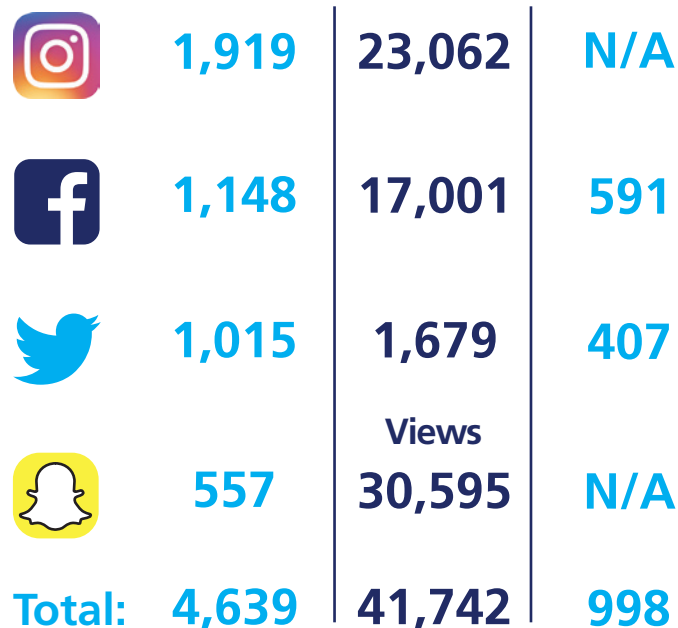 1,919 23,062 N/A
1,148 17,001 591
1,015 1,679 407
Views
557 30,595 N/A
Total: 4,639 41,742 998